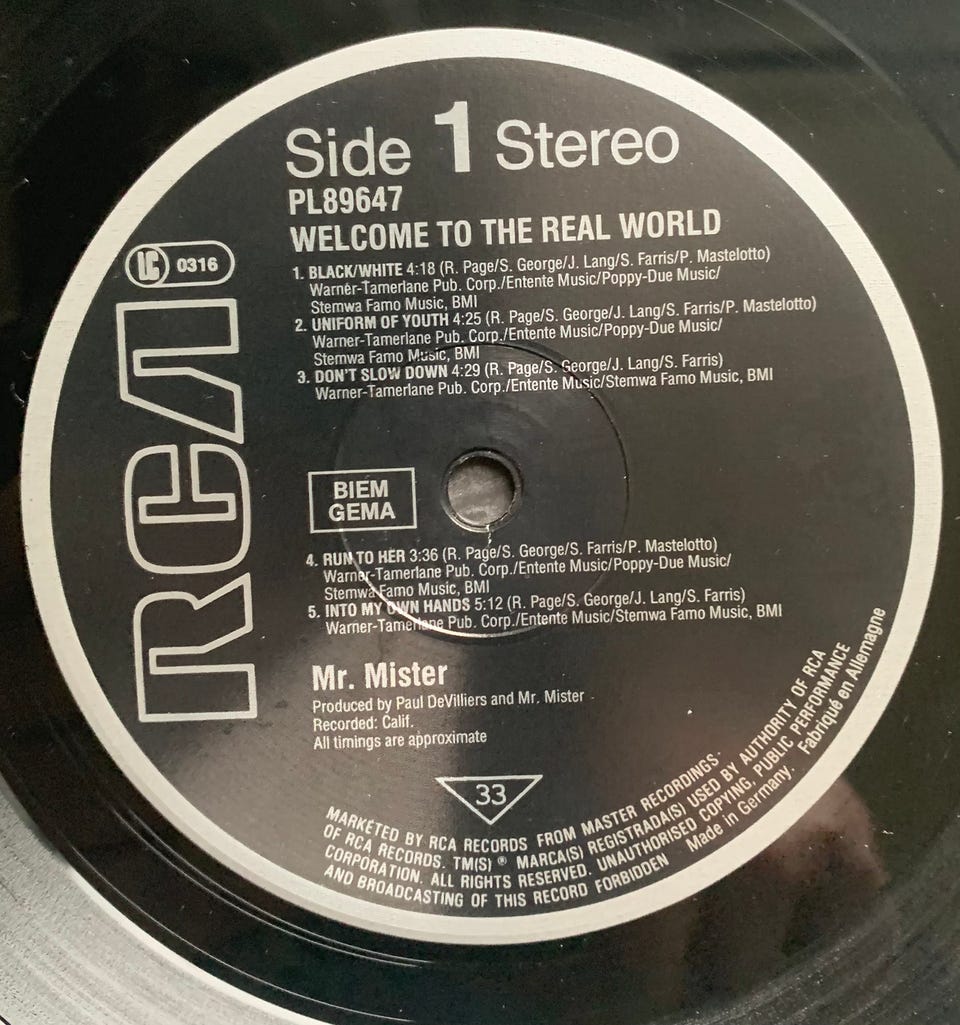 Side 1 Stereo
PL89647
WELCOME TO THE REAL WORLD
LC 0316
RCA
1. BLACK/WHITE 4:18 (R. Page/S. George/J. Lang/S. Farris/P. Mastelotto)
Warner-Tamerlane Pub. Corp./Entente Music/Poppy-Due Music/
Stemwa Famo Music, BMI
2. UNIFORM OF YOUTH 4:25 (R. Page/S. George/J. Lang/S. Farris/P. Mastelotto)
Warner-Tamerlane Pub. Corp./Entente Music/Poppy-Due Music/
Stemwa Famo Music, BMI
3. DON'T SLOW DOWN 4:29 (R. Page/S. George/J. Lang/S. Farris)
Warner-Tamerlane Pub. Corp./Entente Music/Stemwa Famo Music, BMI
BIEM
GEMA
4. RUN TO HER 3:36 (R. Page/S. George/S. Farris/P. Mastelotto)
Warner-Tamerlane Pub. Corp./Entente Music/Poppy-Due Music/
Stemwa Famo Music, BMI
5. INTO MY OWN HANDS 5:12 (R. Page/S. George/J. Lang/S. Farris)
Warner-Tamerlane Pub. Corp./Entente Music/Stemwa Famo Music, BMI
Mr. Mister
Produced by Paul DeVilliers and Mr. Mister
Recorded: Calif.
All timings are approximate
33
MARKETED BY RCA RECORDS FROM MASTER RECORDINGS.
OF RCA RECORDS. TM(S) ® MARCA(S) REGISTRADA(S) USED BY AUTHORITY OF RCA
CORPORATION. ALL RIGHTS RESERVED. UNAUTHORISED COPYING, PUBLIC PERFORMANCE
AND BROADCASTING OF THIS RECORD FORBIDDEN Made in Germany. Fabriqué en Allemagne